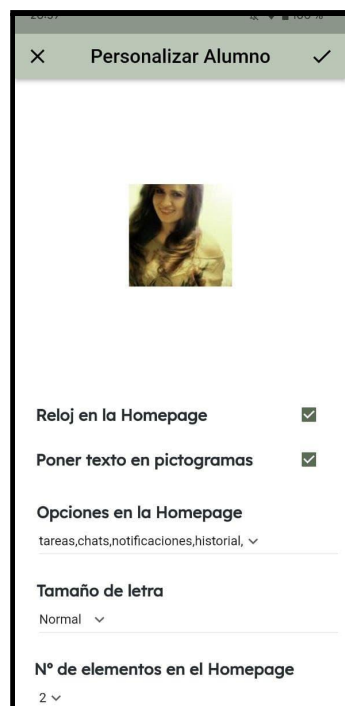 Personalizar Alumno
Reloj en la Homepage
Poner texto en pictogramas
Opciones en la Homepage
tareas,chats,notificaciones,historial,
Tamaño de letra
Normal
Nº de elementos en el Homepage
2